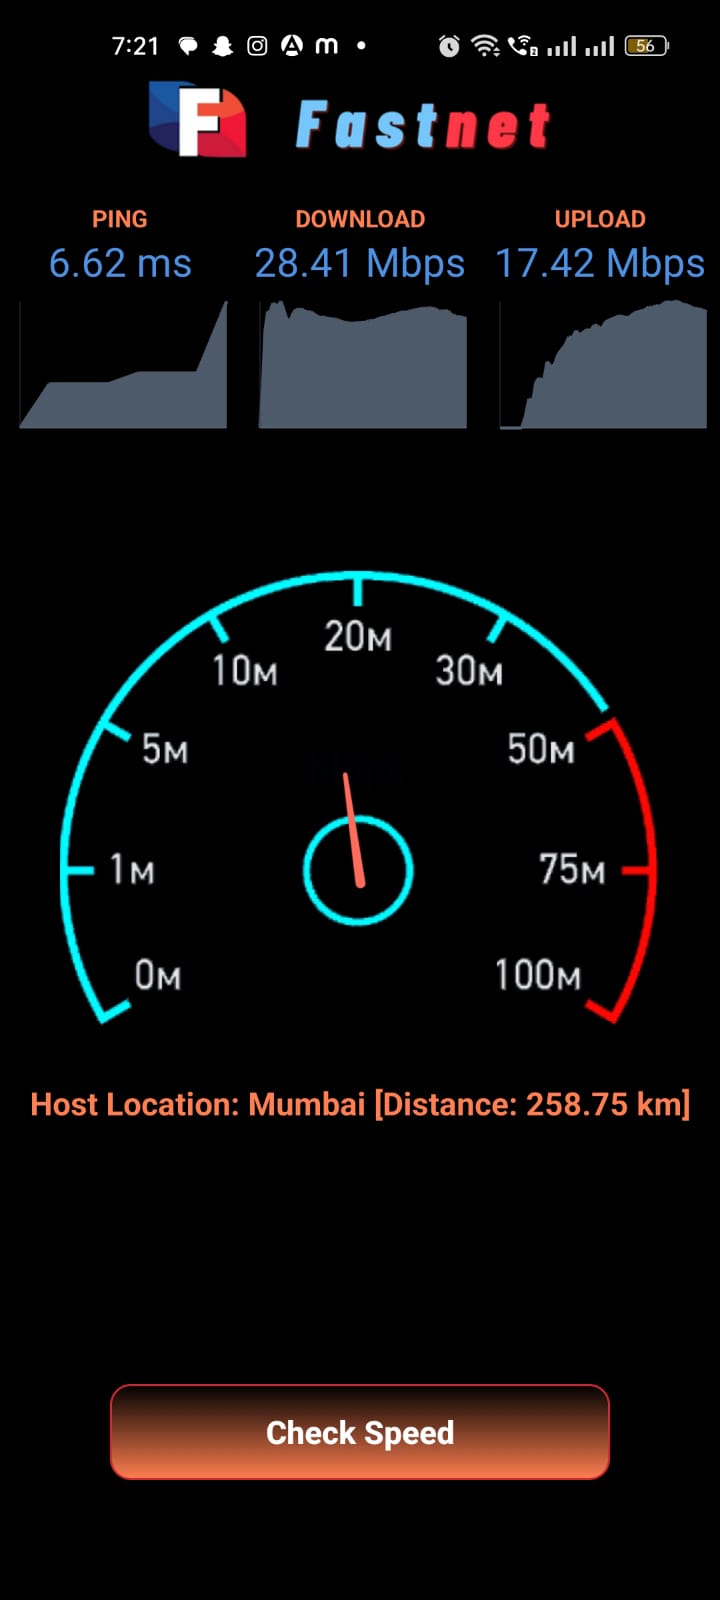 7:21 m 56
F Fastnet
PING DOWNLOAD UPLOAD
6.62 ms 28.41 Mbps 17.42 Mbps
20M
10M 30M
5M 50M
1M 75M
0M 100M
Host Location: Mumbai [Distance: 258.75 km]
Check Speed